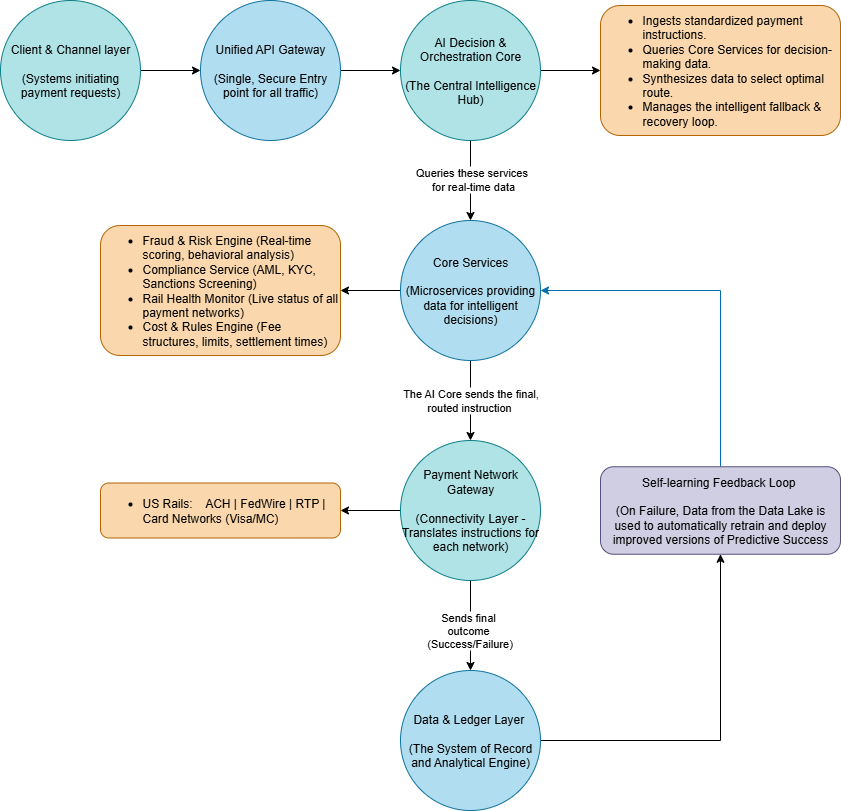 Client & Channel layer
(Systems initiating
payment requests)
Unified API Gateway
(Single, Secure Entry
point for all traffic)
AI Decision &
Orchestration Core
(The Central Intelligence
Hub)
• Ingests standardized payment
instructions.
• Queries Core Services for decision-
making data.
• Synthesizes data to select optimal
route.
• Manages the intelligent fallback &
recovery loop.
Queries these services
for real-time data
• Fraud & Risk Engine (Real-time
scoring, behavioral analysis)
• Compliance Service (AML, KYC,
Sanctions Screening)
• Rail Health Monitor (Live status of all
payment networks)
• Cost & Rules Engine (Fee
structures, limits, settlement times)
Core Services
(Microservices providing
data for intelligent
decisions)
The AI Core sends the final,
routed instruction
• US Rails: ACH | FedWire | RTP |
Card Networks (Visa/MC)
Payment Network
Gateway
(Connectivity Layer -
Translates instructions for
each network)
Self-learning Feedback Loop
(On Failure, Data from the Data Lake is
used to automatically retrain and deploy
improved versions of Predictive Success
Sends final
outcome
(Success/Failure)
Data & Ledger Layer
(The System of Record
and Analytical Engine)